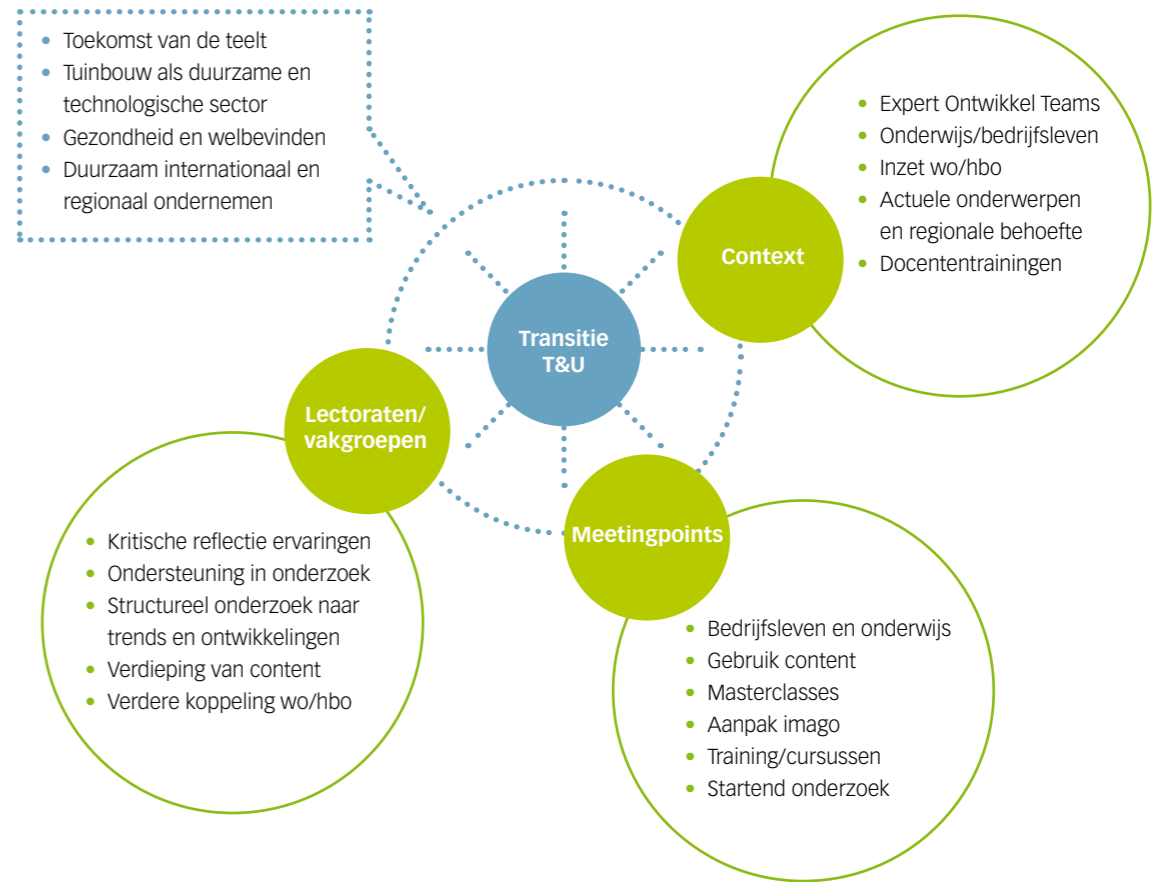 • Toekomst van de teelt
• Tuinbouw als duurzame en
technologische sector
• Gezondheid en welbevinden
• Duurzaam internationaal en
regionaal ondernemen
• Expert Ontwikkel Teams
• Onderwijs/bedrijfsleven
• Inzet wo/hbo
• Actuele onderwerpen
en regionale behoefte
• Docententrainingen
Context
Transitie
T&U
Lectoraten/
vakgroepen
Meetingpoints
• Kritische reflectie ervaringen
• Ondersteuning in onderzoek
• Structureel onderzoek naar
trends en ontwikkelingen
• Verdieping van content
• Verdere koppeling wo/hbo
• Bedrijfsleven en onderwijs
• Gebruik content
• Masterclasses
• Aanpak imago
• Training/cursussen
• Startend onderzoek